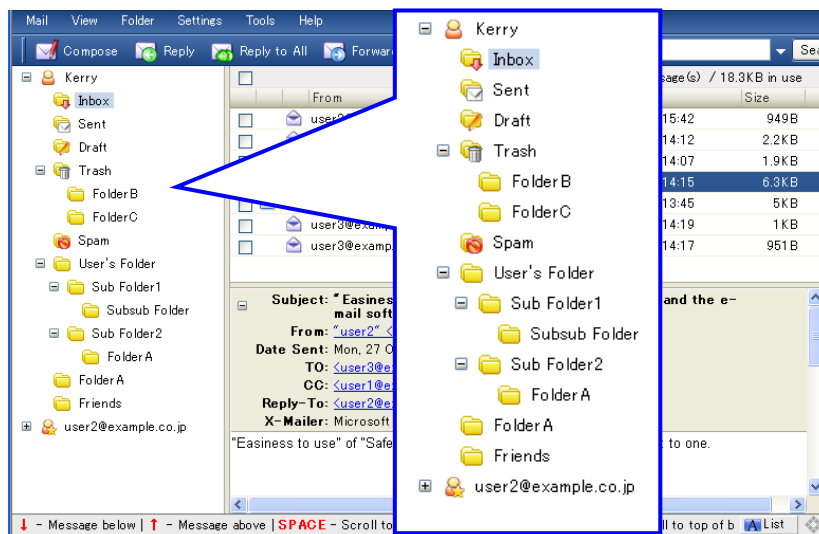 Mail View Folder Settings Tools Help
Compose Reply Reply to All Forward
Kerry
Inbox
Sent
Draft
Trash
FolderB
FolderC
Spam
User's Folder
Sub Folder1
Subsub Folder
Sub Folder2
FolderA
FolderA
Friends
user2@example.co.jp
/ 18.3KB in use
From Size
15:42 949B
14:12 2.2KB
14:07 1.9KB
14:15 6.3KB
13:45 5KB
user3@examp 14:19 1KB
user3@examp. 14:17 951B
Subject: "Easines and the e-
mail soft
From: "user2" <
Date Sent: Mon, 27 O
TO: <user3@e
CC: <user1@e
Reply-To: <user2@e
X-Mailer: Microsoft
"Easiness to use" of "Safe to one.
↓ - Message below | ↑ - Message above | SPACE - Scroll to ll to top of b List
Kerry
Inbox
Sent
Draft
Trash
FolderB
FolderC
Spam
User's Folder
Sub Folder1
Subsub Folder
Sub Folder2
FolderA
FolderA
Friends
user2@example.co.jp